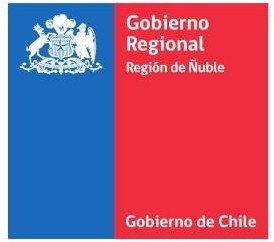 Gobierno
Regional
Región de Ñuble
Gobierno de Chile